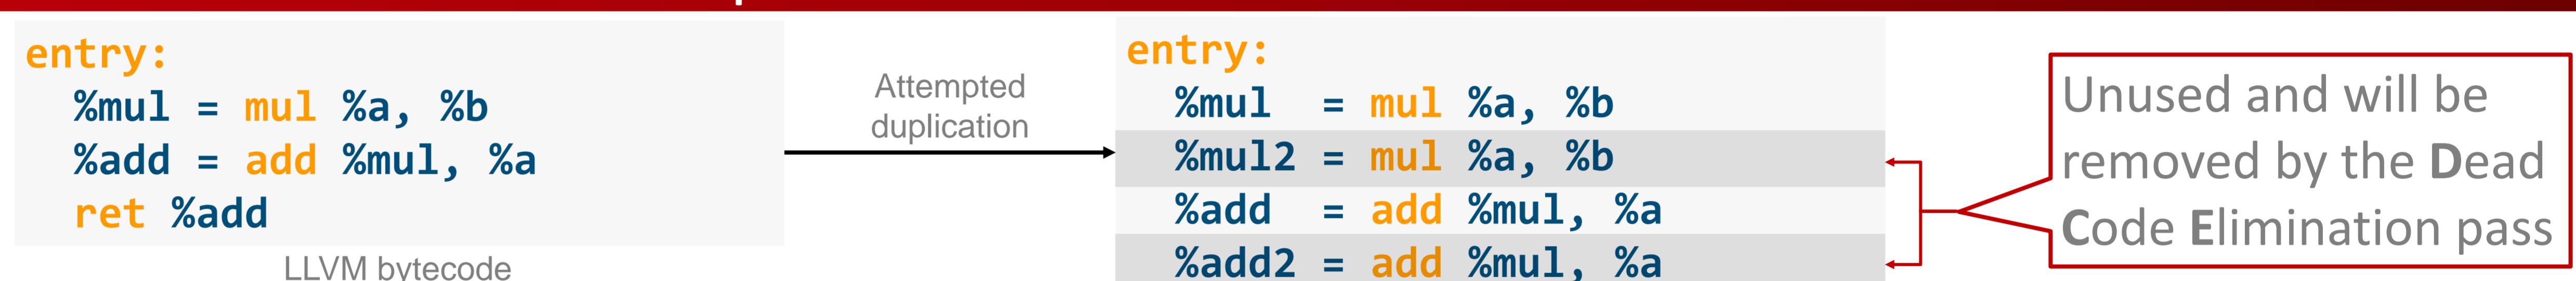 entry:
%mul = mul %a, %b
%add = add %mul, %a
ret %add
LLVM bytecode
Attempted
duplication
entry:
%mul = mul %a, %b
%mul2 = mul %a, %b
%add = add %mul, %a
%add2 = add %mul, %a
Unused and will be
removed by the Dead
Code Elimination pass